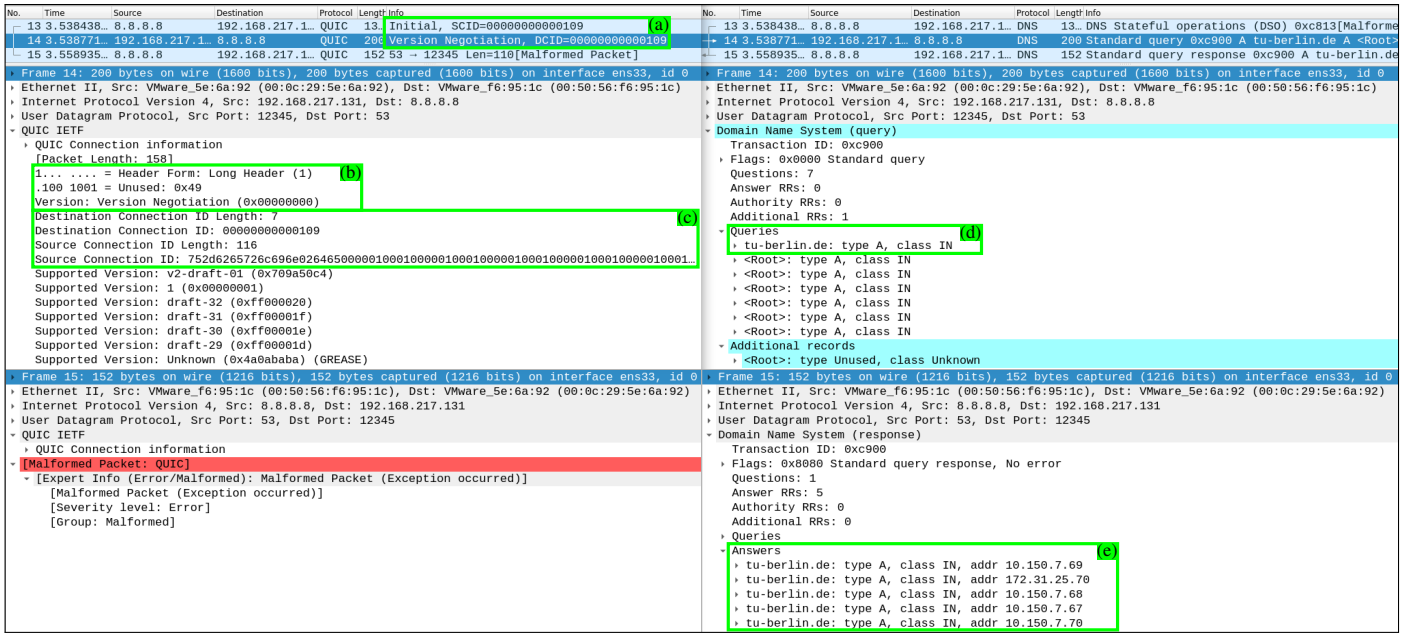 No. Time Source Destination Protocol Length Info
13 3.538438… 8.8.8.8 192.168.217.1… QUIC 13… Initial, SCID=00000000000109 (a)
14 3.538771… 192.168.217.1… 8.8.8.8 QUIC 200 Version Negotiation, DCID=00000000000109
15 3.558935… 8.8.8.8 192.168.217.1… QUIC 152 53 → 12345 Len=110[Malformed Packet]
Frame 14: 200 bytes on wire (1600 bits), 200 bytes captured (1600 bits) on interface ens33, id 0
Ethernet II, Src: VMware_5e:6a:92 (00:0c:29:5e:6a:92), Dst: VMware_f6:95:1c (00:50:56:f6:95:1c)
Internet Protocol Version 4, Src: 192.168.217.131, Dst: 8.8.8.8
User Datagram Protocol, Src Port: 12345, Dst Port: 53
QUIC IETF
QUIC Connection information
[Packet Length: 158]
1... .... = Header Form: Long Header (1) (b)
.100 1001 = Unused: 0x49
Version: Version Negotiation (0x00000000)
Destination Connection ID Length: 7 (c)
Destination Connection ID: 00000000000109
Source Connection ID Length: 116
Supported Version: v2-draft-01 (0x709a50c4)
Supported Version: 1 (0x00000001)
Supported Version: draft-32 (0xff000020)
Supported Version: draft-31 (0xff00001f)
Supported Version: draft-30 (0xff00001e)
Supported Version: draft-29 (0xff00001d)
Supported Version: Unknown (0x4a0ababa) (GREASE)
Frame 15: 152 bytes on wire (1216 bits), 152 bytes captured (1216 bits) on interface ens33, id 0
Ethernet II, Src: VMware_f6:95:1c (00:50:56:f6:95:1c), Dst: VMware_5e:6a:92 (00:0c:29:5e:6a:92)
Internet Protocol Version 4, Src: 8.8.8.8, Dst: 192.168.217.131
User Datagram Protocol, Src Port: 53, Dst Port: 12345
QUIC IETF
QUIC Connection information
[Malformed Packet: QUIC]
[Expert Info (Error/Malformed): Malformed Packet (Exception occurred)]
[Malformed Packet (Exception occurred)]
[Severity level: Error]
[Group: Malformed]
No. Time Source Destination Protocol Length Info
13 3.538438… 8.8.8.8 192.168.217.1… DNS 13… DNS Stateful operations (DSO) 0xc813[Malforme
14 3.538771… 192.168.217.1… 8.8.8.8 DNS 200 Standard query 0xc900 A tu-berlin.de A <Root>
15 3.558935… 8.8.8.8 192.168.217.1… DNS 152 Standard query response 0xc900 A tu-berlin.de
Frame 14: 200 bytes on wire (1600 bits), 200 bytes captured (1600 bits) on interface ens33, id 0
Ethernet II, Src: VMware_5e:6a:92 (00:0c:29:5e:6a:92), Dst: VMware_f6:95:1c (00:50:56:f6:95:1c)
Internet Protocol Version 4, Src: 192.168.217.131, Dst: 8.8.8.8
User Datagram Protocol, Src Port: 12345, Dst Port: 53
Domain Name System (query)
Transaction ID: 0xc900
Flags: 0x0000 Standard query
Questions: 7
Answer RRs: 0
Authority RRs: 0
Additional RRs: 1
Queries (d)
tu-berlin.de: type A, class IN
<Root>: type A, class IN
<Root>: type A, class IN
<Root>: type A, class IN
<Root>: type A, class IN
<Root>: type A, class IN
<Root>: type A, class IN
Additional records
<Root>: type Unused, class Unknown
Frame 15: 152 bytes on wire (1216 bits), 152 bytes captured (1216 bits) on interface ens33, id 0
Ethernet II, Src: VMware_f6:95:1c (00:50:56:f6:95:1c), Dst: VMware_5e:6a:92 (00:0c:29:5e:6a:92)
Internet Protocol Version 4, Src: 8.8.8.8, Dst: 192.168.217.131
User Datagram Protocol, Src Port: 53, Dst Port: 12345
Domain Name System (response)
Transaction ID: 0xc900
Flags: 0x8080 Standard query response, No error
Questions: 1
Answer RRs: 5
Authority RRs: 0
Additional RRs: 0
Queries
Answers (e)
tu-berlin.de: type A, class IN, addr 10.150.7.69
tu-berlin.de: type A, class IN, addr 172.31.25.70
tu-berlin.de: type A, class IN, addr 10.150.7.68
tu-berlin.de: type A, class IN, addr 10.150.7.67
tu-berlin.de: type A, class IN, addr 10.150.7.70